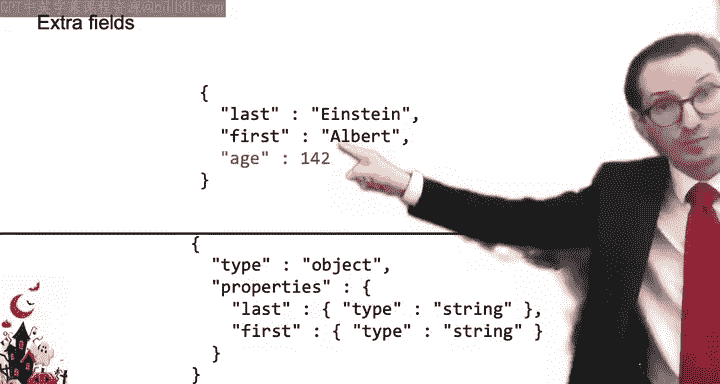 Extra fields
{
"last" : "Einstein",
"first" : "Albert",
"age" : 142
}
{
"type" : "object",
"properties" : {
"last" : { "type" : "string" },
"first" : { "type" : "string" }
}
}